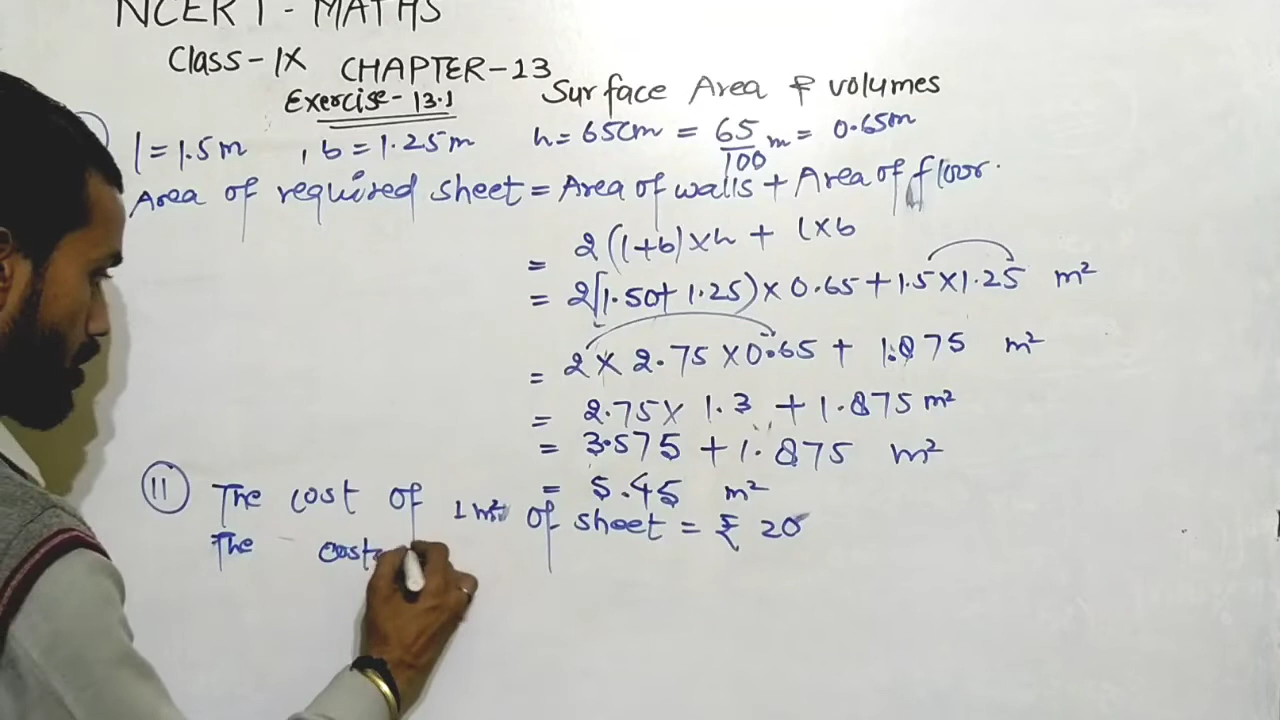 NCERT - MATHS
Class - IX CHAPTER-13
Exercise - 13.1 Surface Area & volumes
l = 1.5m , b = 1.25m h = 65cm = 65/100 m = 0.65m
Area of required sheet = Area of walls + Area of floor.
= 2(l+b)×h + l×b
= 2(1.50+1.25)×0.65+1.5×1.25 m²
= 2×2.75×0.65+1.875 m²
= 2.75×1.3+1.875 m²
= 3.575+1.875 m²
= 5.45 m²
(11) The cost of 1m² of sheet = ₹ 20
The cost